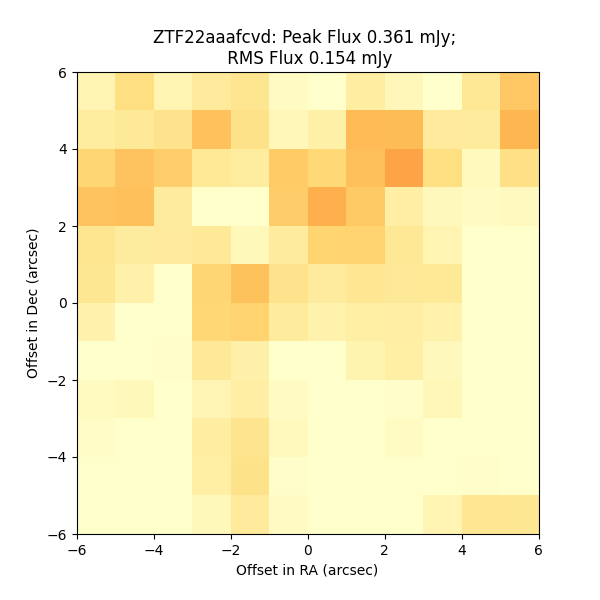 ZTF22aaafcvd: Peak Flux 0.361 mJy;
RMS Flux 0.154 mJy
6
4
2
0
−2
−4
−6
Offset in Dec (arcsec)
−6 −4 −2 0 2 4 6
Offset in RA (arcsec)